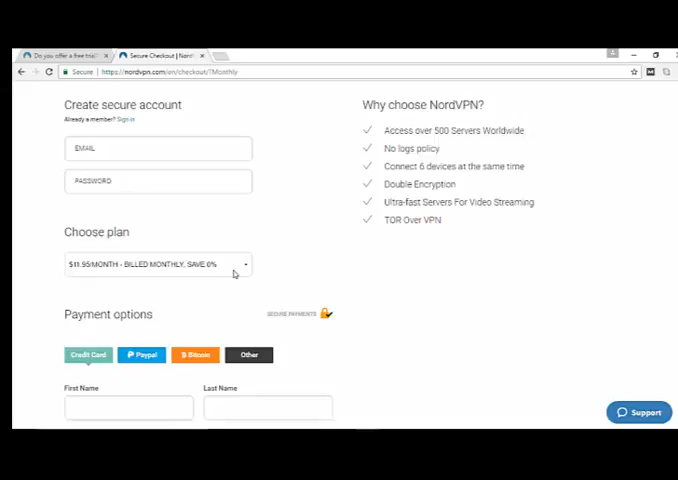 Do you offer a free trial
Secure Checkout | Nord
Secure
https://nordvpn.com/en/checkout/?Monthly
Create secure account
Already a member? Sign in
EMAIL
PASSWORD
Choose plan
$11.95/MONTH - BILLED MONTHLY, SAVE 0%
Payment options
SECURE PAYMENTS
Credit Card
Paypal
Bitcoin
Other
First Name
Last Name
Why choose NordVPN?
Access over 500 Servers Worldwide
No logs policy
Connect 6 devices at the same time
Double Encryption
Ultra-fast Servers For Video Streaming
TOR Over VPN
Support